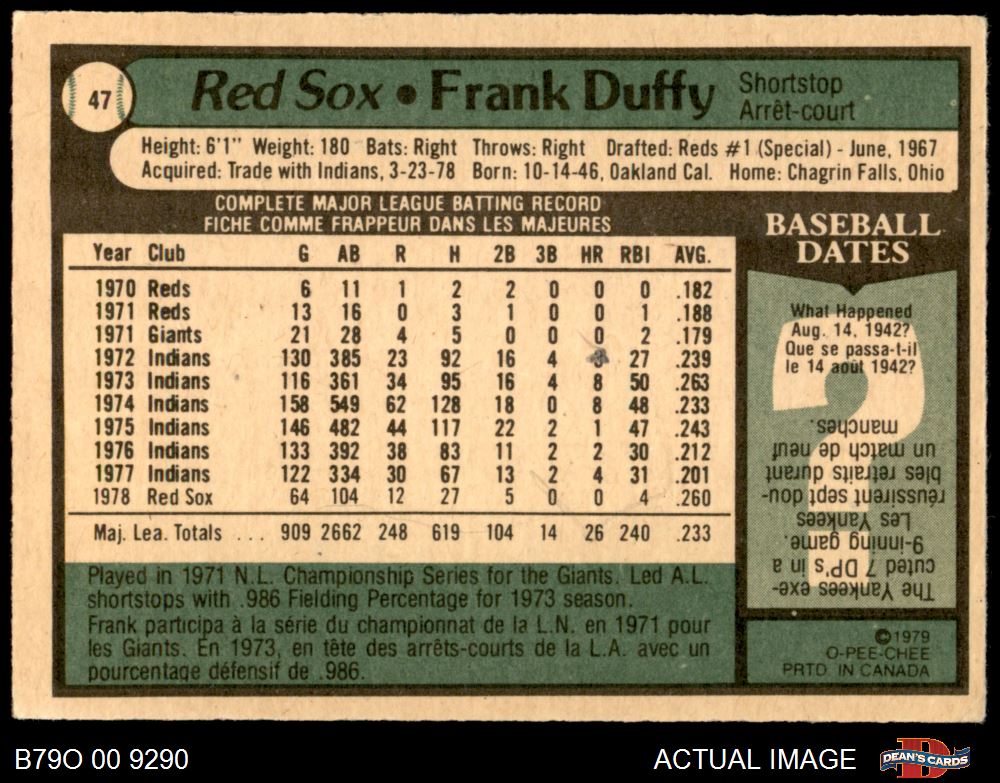 47
Red Sox • Frank Duffy
Shortstop
Arrêt-court
Height: 6'1" Weight: 180 Bats: Right Throws: Right Drafted: Reds #1 (Special) - June, 1967
Acquired: Trade with Indians, 3-23-78 Born: 10-14-46, Oakland Cal. Home: Chagrin Falls, Ohio
COMPLETE MAJOR LEAGUE BATTING RECORD
FICHE COMME FRAPPEUR DANS LES MAJEURES
Year Club G AB R H 2B 3B HR RBI AVG.
1970 Reds 6 11 1 2 2 0 0 0 .182
1971 Reds 13 16 0 3 1 0 0 1 .188
1971 Giants 21 28 4 5 0 0 0 2 .179
1972 Indians 130 385 23 92 16 4 3 27 .239
1973 Indians 116 361 34 95 16 4 8 50 .263
1974 Indians 158 549 62 128 18 0 8 48 .233
1975 Indians 146 482 44 117 22 2 1 47 .243
1976 Indians 133 392 38 83 11 2 2 30 .212
1977 Indians 122 334 30 67 13 2 4 31 .201
1978 Red Sox 64 104 12 27 5 0 0 4 .260
Maj. Lea. Totals ... 909 2662 248 619 104 14 26 240 .233
Played in 1971 N.L. Championship Series for the Giants. Led A.L.
shortstops with .986 Fielding Percentage for 1973 season.
Frank participa à la série du championnat de la L.N. en 1971 pour
les Giants. En 1973, en tête des arrêts-courts de la L.A. avec un
pourcentage défensif de .986.
BASEBALL
DATES
What Happened
Aug. 14, 1942?
Que se passa-t-il
le 14 août 1942?
The Yankees exe-
cuted 7 DP's in a
9-inning game.
Les Yankees
réussirent sept dou-
bles retraits durant
un match de neuf
manches.
©1979
O-PEE-CHEE
PRTD. IN CANADA
B79O 00 9290
ACTUAL IMAGE
D
DEAN'S CARDS